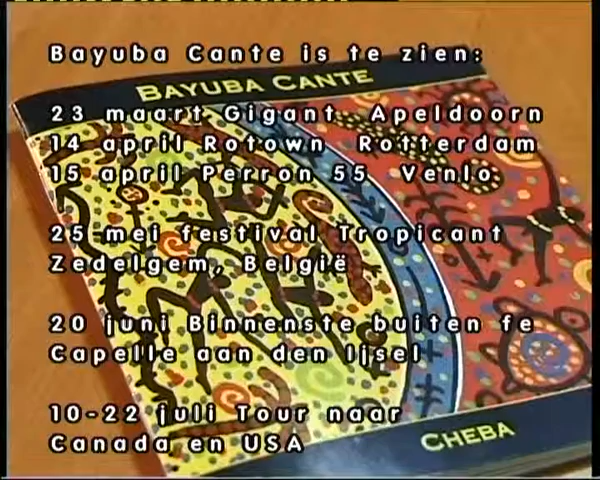 Bayuba Cante is te zien:
BAYUBA CANTE
23 maart Gigant Apeldoorn
14 april Rotown Rotterdam
15 april Perron 55 Venlo
25 mei festival Tropicant
Zedelgem, België
20 juni Binnenste buiten fe
Capelle aan den Ijsel
10-22 juli Tour naar
Canada en USA
CHEBA